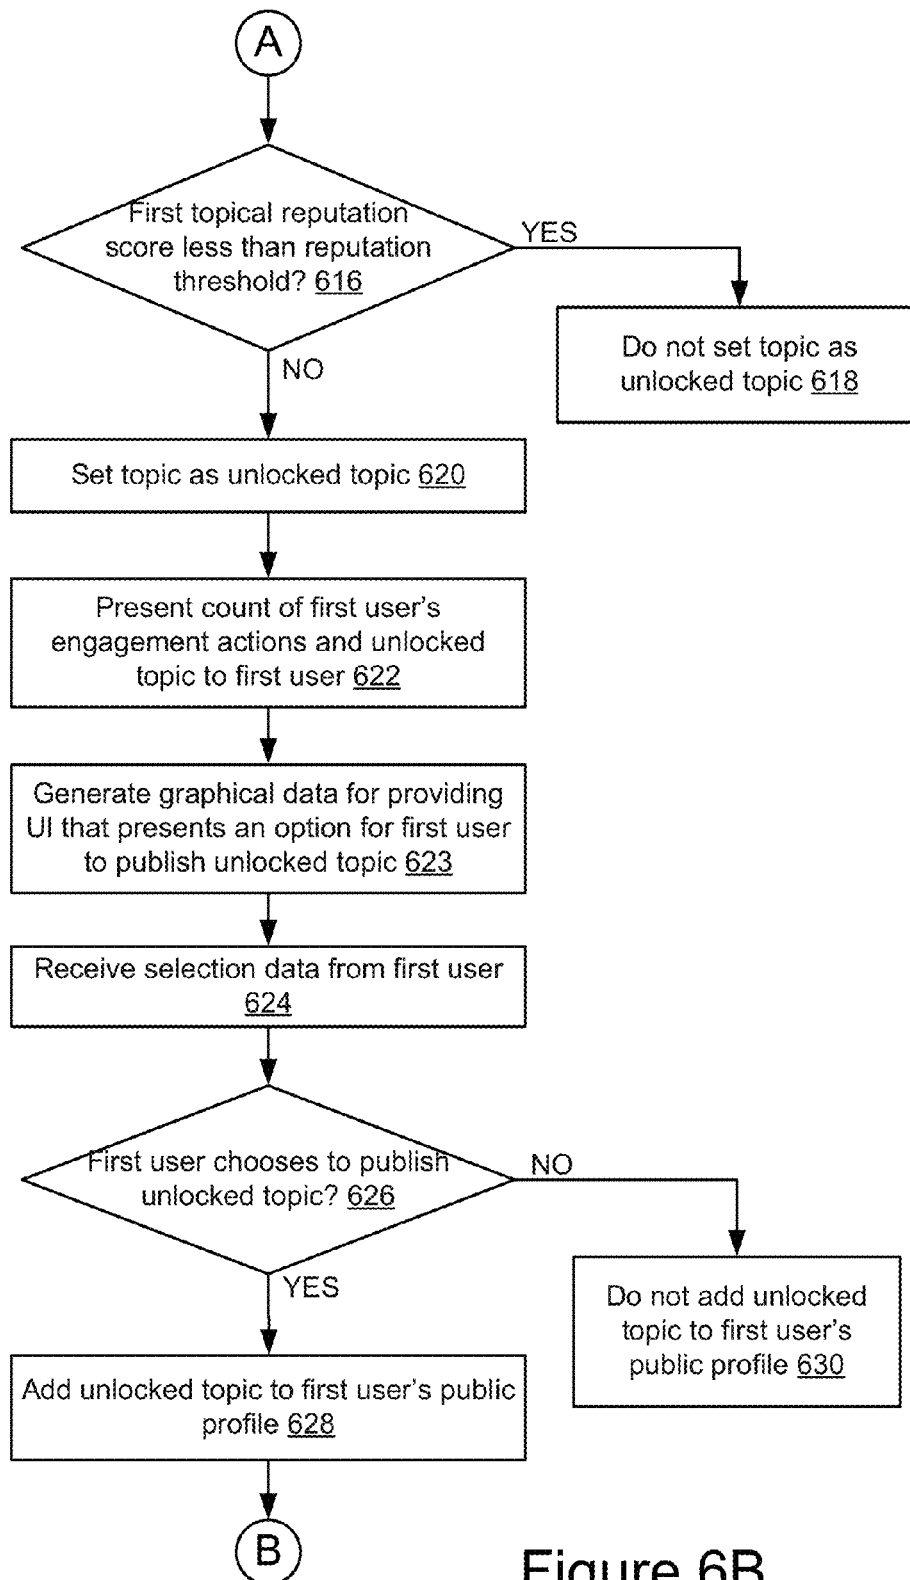 A
First topical reputation
score less than reputation
threshold? 616
YES
Do not set topic as
unlocked topic 618
NO
Set topic as unlocked topic 620
Present count of first user's
engagement actions and unlocked
topic to first user 622
Generate graphical data for providing
UI that presents an option for first user
to publish unlocked topic 623
Receive selection data from first user
624
First user chooses to publish
unlocked topic? 626
NO
YES
Do not add unlocked
topic to first user's
public profile 630
Add unlocked topic to first user's public
profile 628
B
Figure 6B